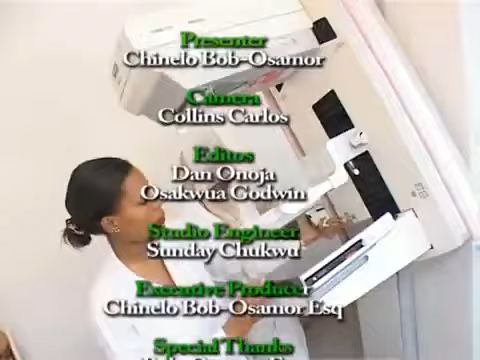 Presenter
Chinelo Bob-Osamor
Camera
Collins Carlos
Editos
Dan Onoja
Osakwua Godwin
Studio Engineer
Sunday Chukwu
Executive Producer
Chinelo Bob-Osamor Esq
Special Thanks